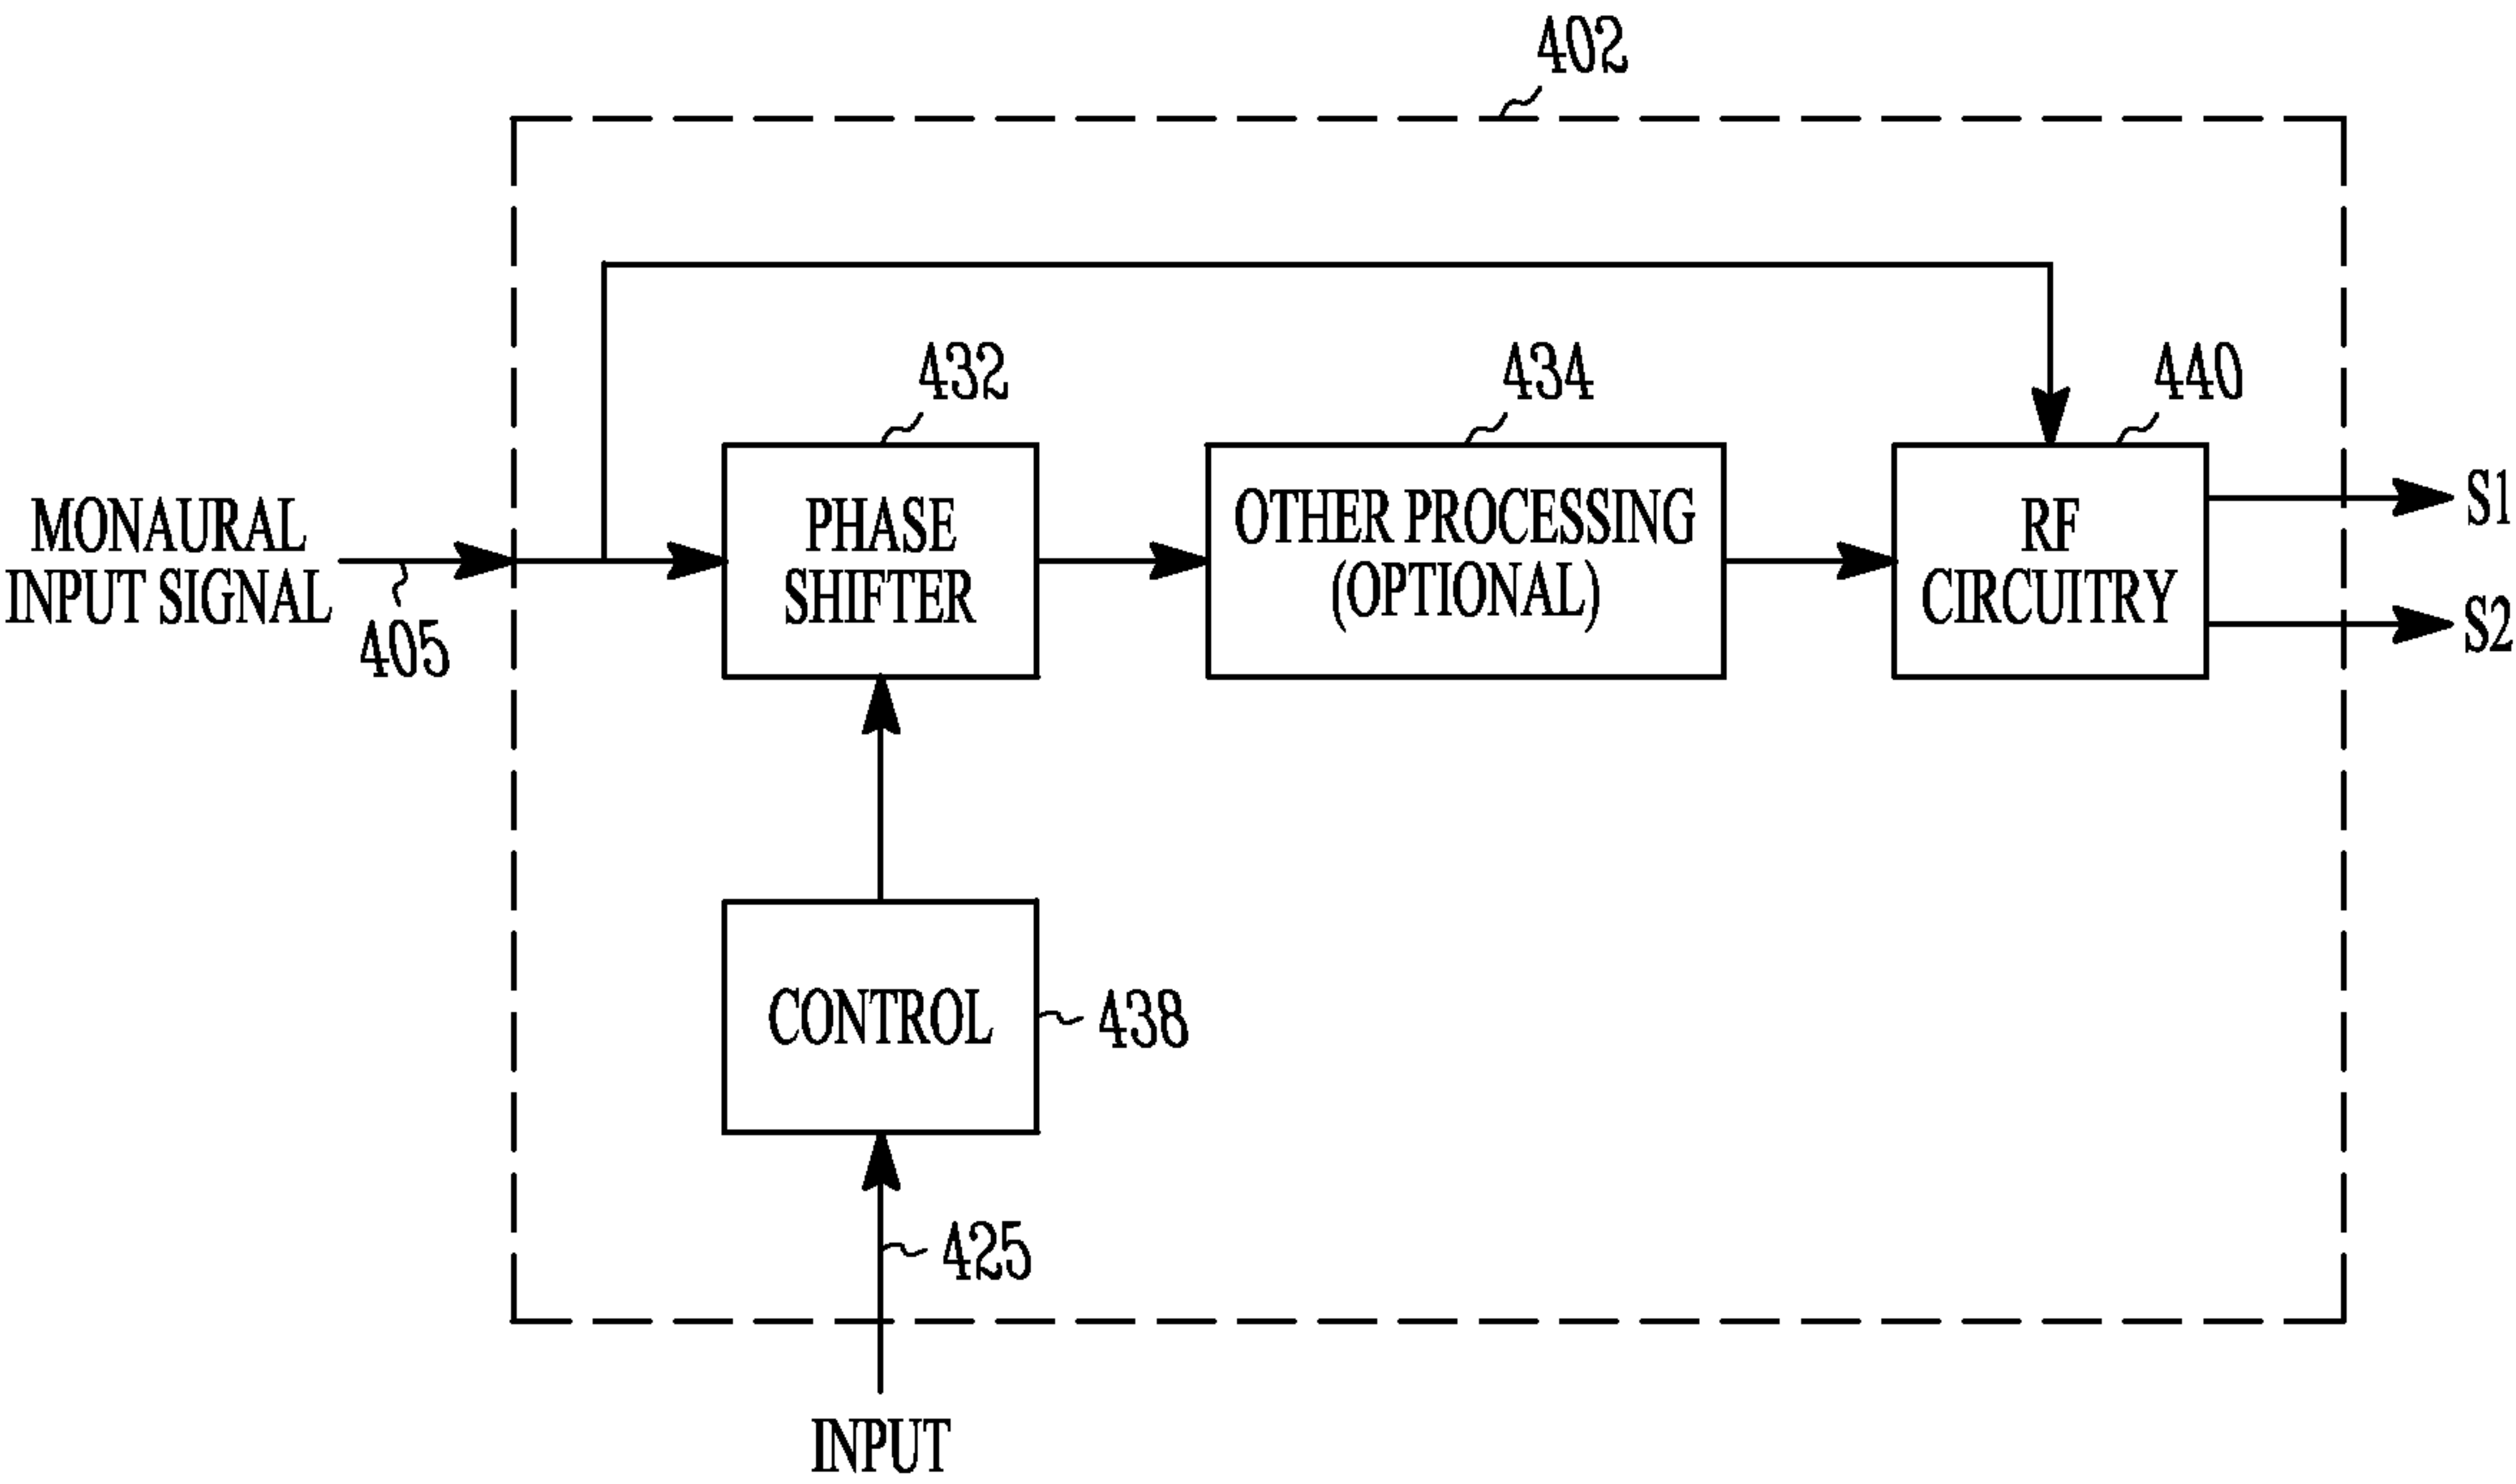 402
432
434
440
MONAURAL
INPUT SIGNAL
405
PHASE
SHIFTER
OTHER PROCESSING
(OPTIONAL)
RF
CIRCUITRY
S1
S2
CONTROL
438
425
INPUT